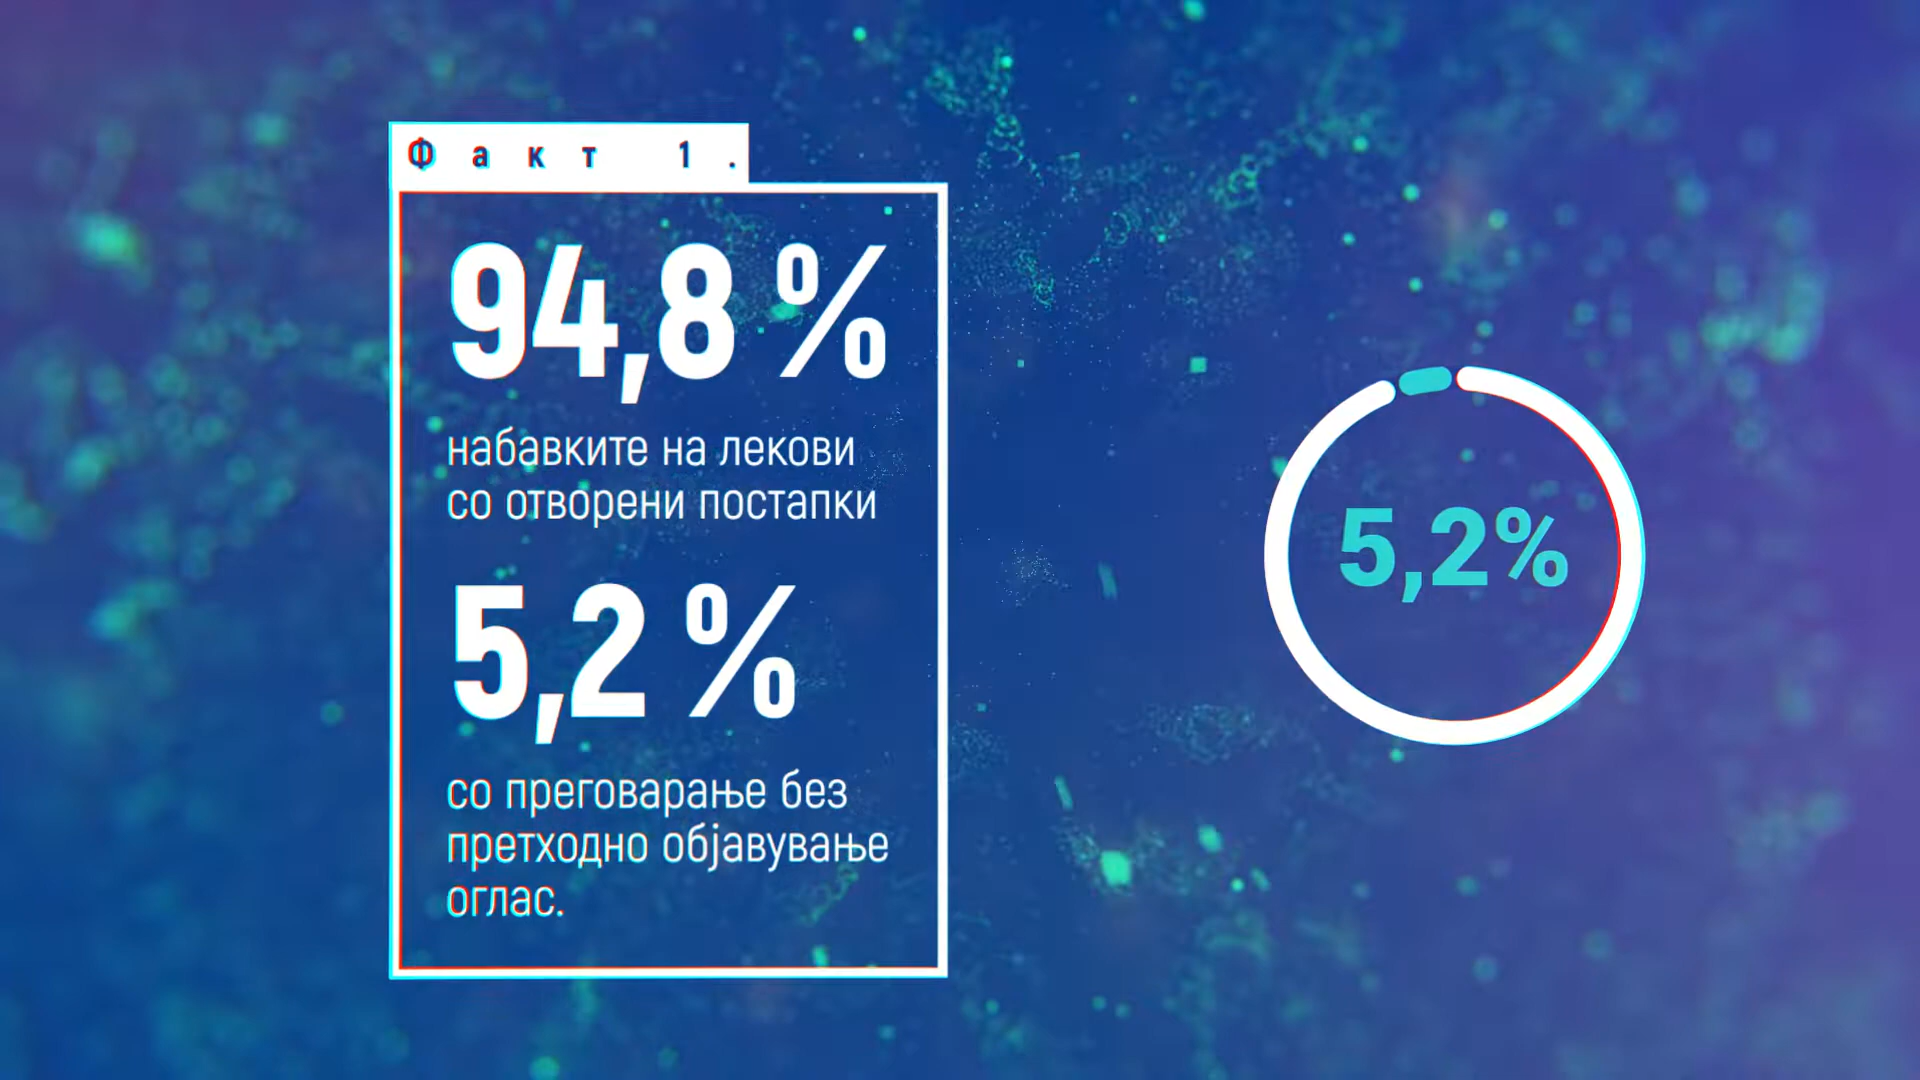 Факт 1.
94,8 %
набавките на лекови
со отворени постапки
5,2 %
со преговарање без
претходно објавување
оглас.
5,2%